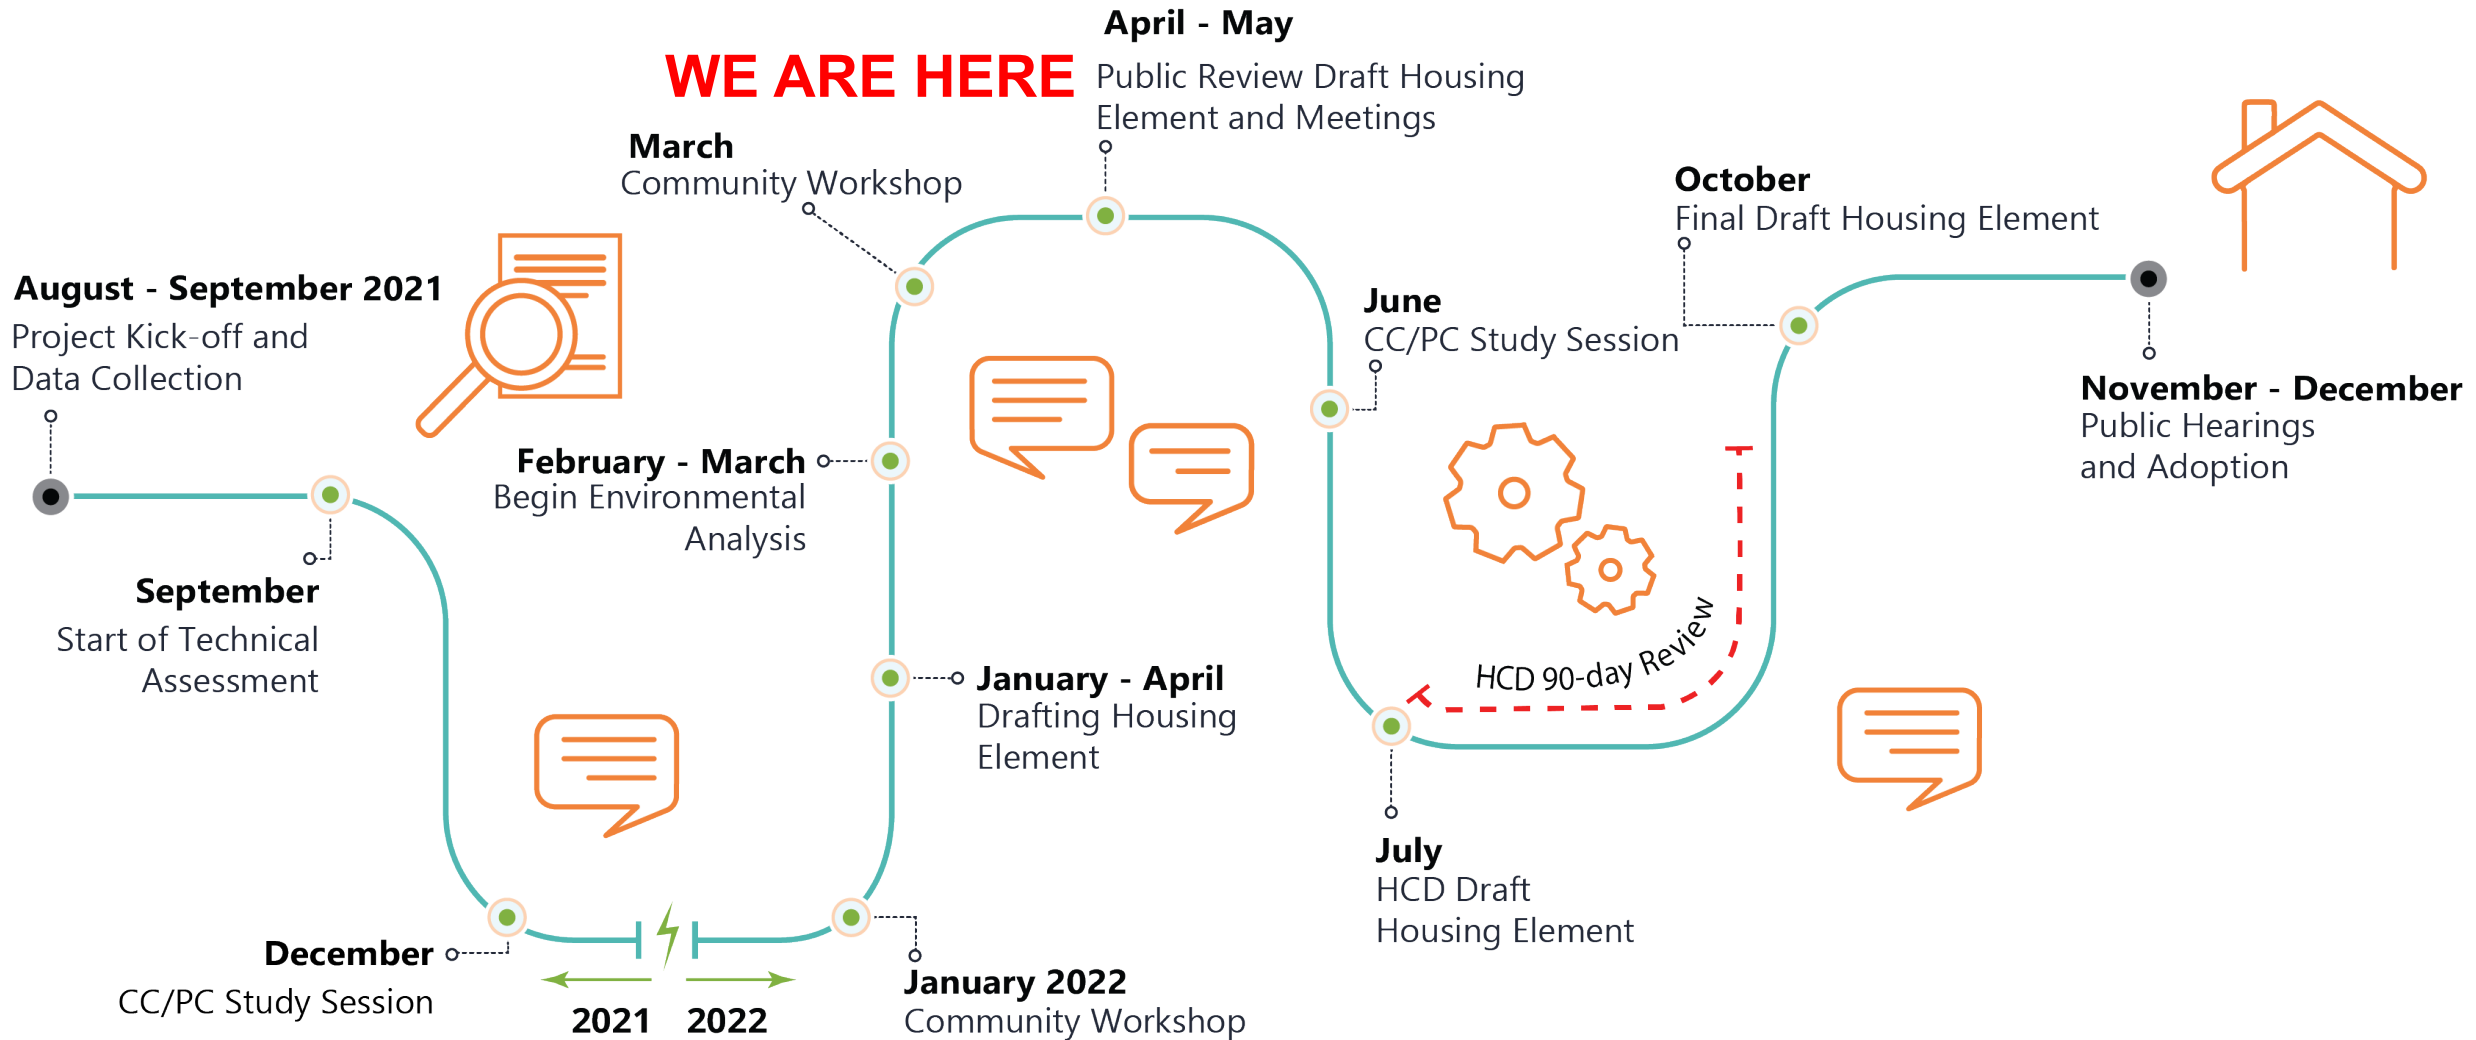 August - September 2021
Project Kick-off and
Data Collection
September
Start of Technical
Assessment
December
CC/PC Study Session
2021
2022
January 2022
Community Workshop
January - April
Drafting Housing
Element
February - March
Begin Environmental
Analysis
March
Community Workshop
WE ARE HERE
April - May
Public Review Draft Housing
Element and Meetings
June
CC/PC Study Session
July
HCD Draft
Housing Element
HCD 90-day Review
October
Final Draft Housing Element
November - December
Public Hearings
and Adoption